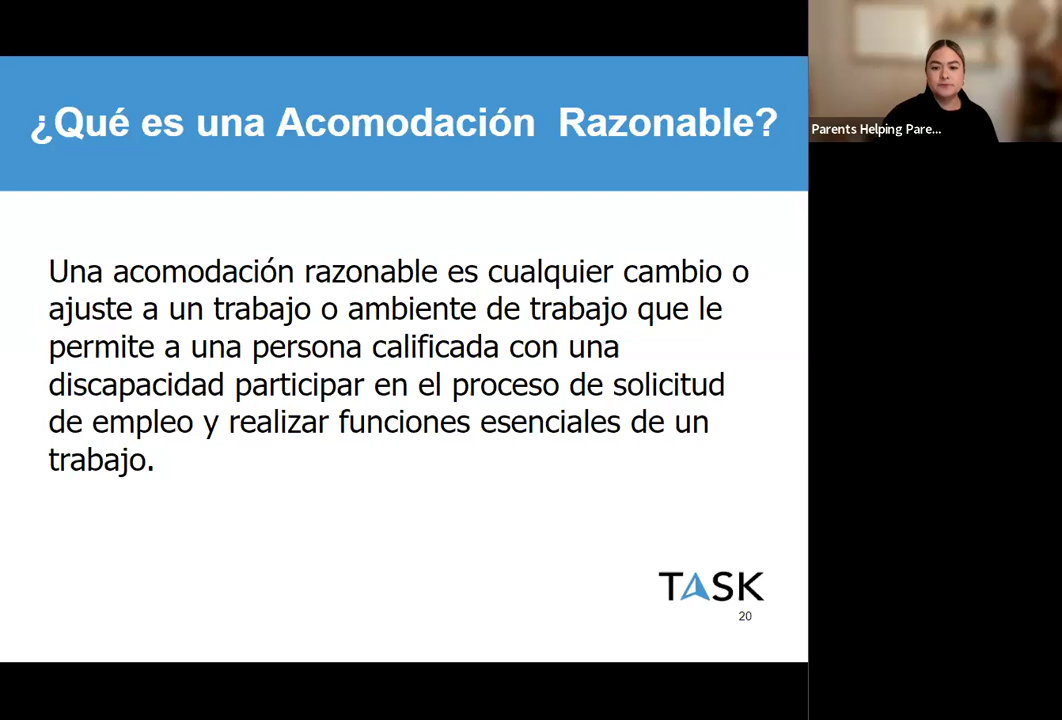 ¿Qué es una Acomodación Razonable?
Una acomodación razonable es cualquier cambio o
ajuste a un trabajo o ambiente de trabajo que le
permite a una persona calificada con una
discapacidad participar en el proceso de solicitud
de empleo y realizar funciones esenciales de un
trabajo.
TASK
20
Parents Helping Pare...